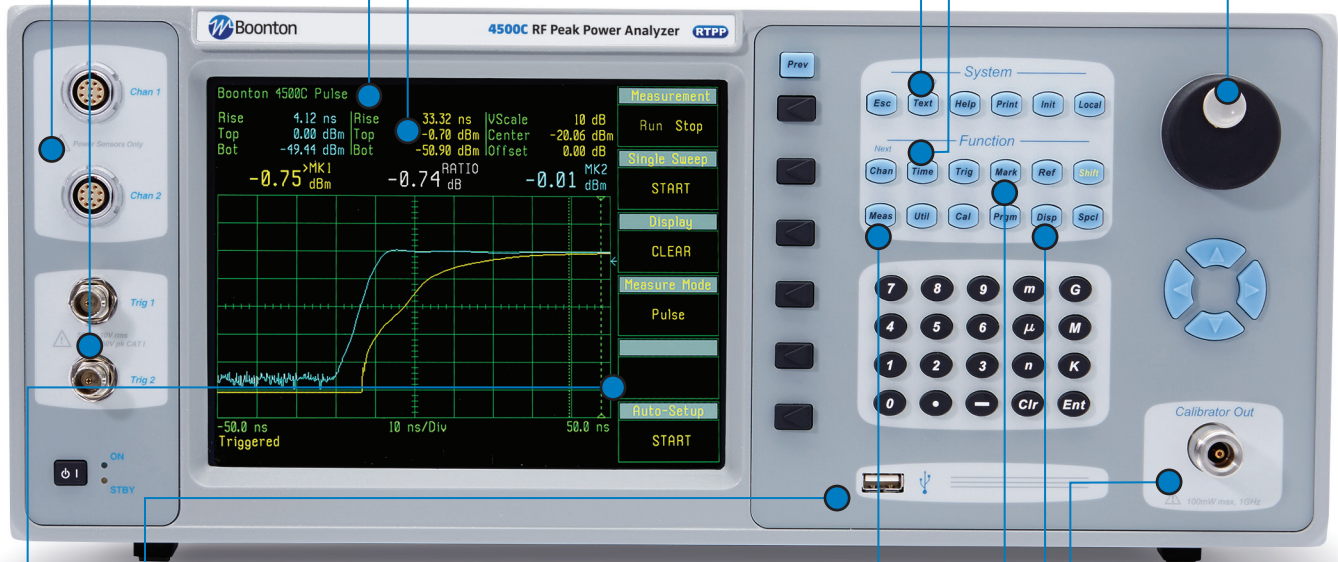 Boonton
4500C RF Peak Power Analyzer RTPP
Chan 1
Power Sensors Only
Chan 2
Trig 1
CAT I
Trig 2
ON
STBY
Boonton 4500C Pulse
Rise 4.12 ns Rise 33.32 ns VScale 10 dB
Top 0.00 dBm Top -0.70 dBm Center -20.06 dBm
Bot -49.44 dBm Bot -50.90 dBm Offset 0.00 dB
-0.75 >MK1 dBm -0.74 RATIO dB -0.01 MK2 dBm
-50.0 ns 10 ns/Div 50.0 ns
Triggered
Measurement
Run Stop
Single Sweep
START
Display
CLEAR
Measure Mode
Pulse
Auto-Setup
START
Prev
System
Esc Text Help Print Init Local
Function
Next
Chan Time Trig Mark Ref Shift
Meas Util Cal Prgm Disp Spcl
7 8 9 m G
4 5 6 μ M
1 2 3 n K
0 • – Clr Ent
Calibrator Out
100mW max, 1GHz